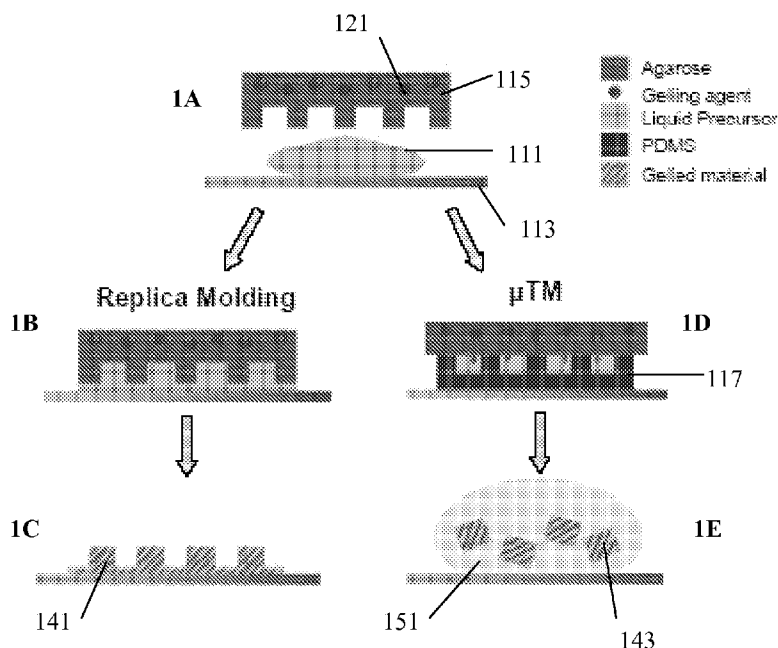 121
115
1A
111
113
Agarose
Gelling agent
Liquid Precursor
PDMS
Gelled material
Replica Molding
µTM
1B
1D
117
1C
1E
141
151
143